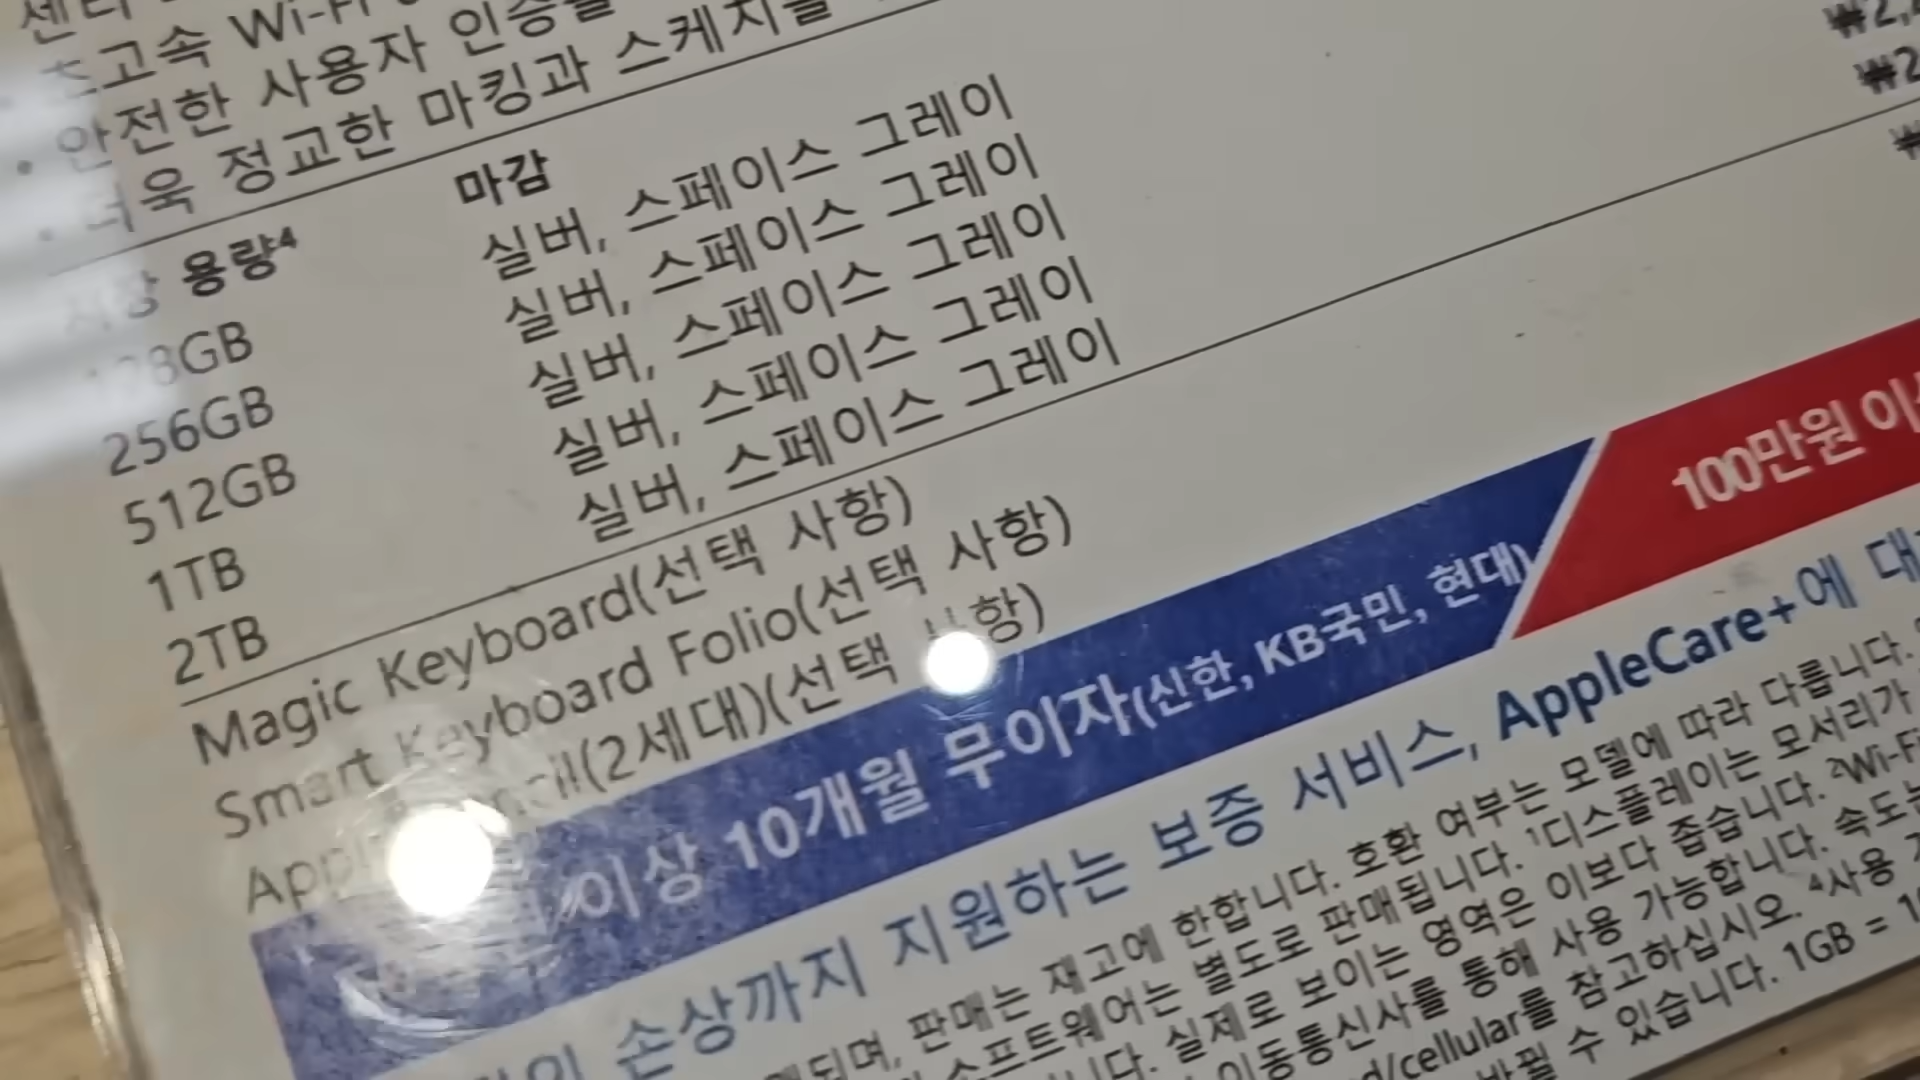 초고속 Wi-Fi
안전한 사용자 인증을
더욱 정교한 마킹과 스케치를
저장 용량⁴ 마감
128GB 실버, 스페이스 그레이
256GB 실버, 스페이스 그레이
512GB 실버, 스페이스 그레이
1TB 실버, 스페이스 그레이
2TB 실버, 스페이스 그레이
Magic Keyboard(선택 사항)
Smart Keyboard Folio(선택 사항)
Apple Pencil(2세대)(선택 사항)
이상 10개월 무이자(신한, KB국민, 현대)
100만원
손상까지 지원하는 보증 서비스, AppleCare+에
판매는 재고에 한합니다. 호환 여부는 모델에 따라 다릅니다.
소프트웨어는 별도로 판매됩니다. ¹디스플레이는 모서리가
실제로 보이는 영역은 이보다 좁습니다. ²Wi-Fi
이동통신사를 통해 사용 가능합니다. 속도는
/cellular를 참고하십시오. ⁴사용
바뀔 수 있습니다. 1GB =